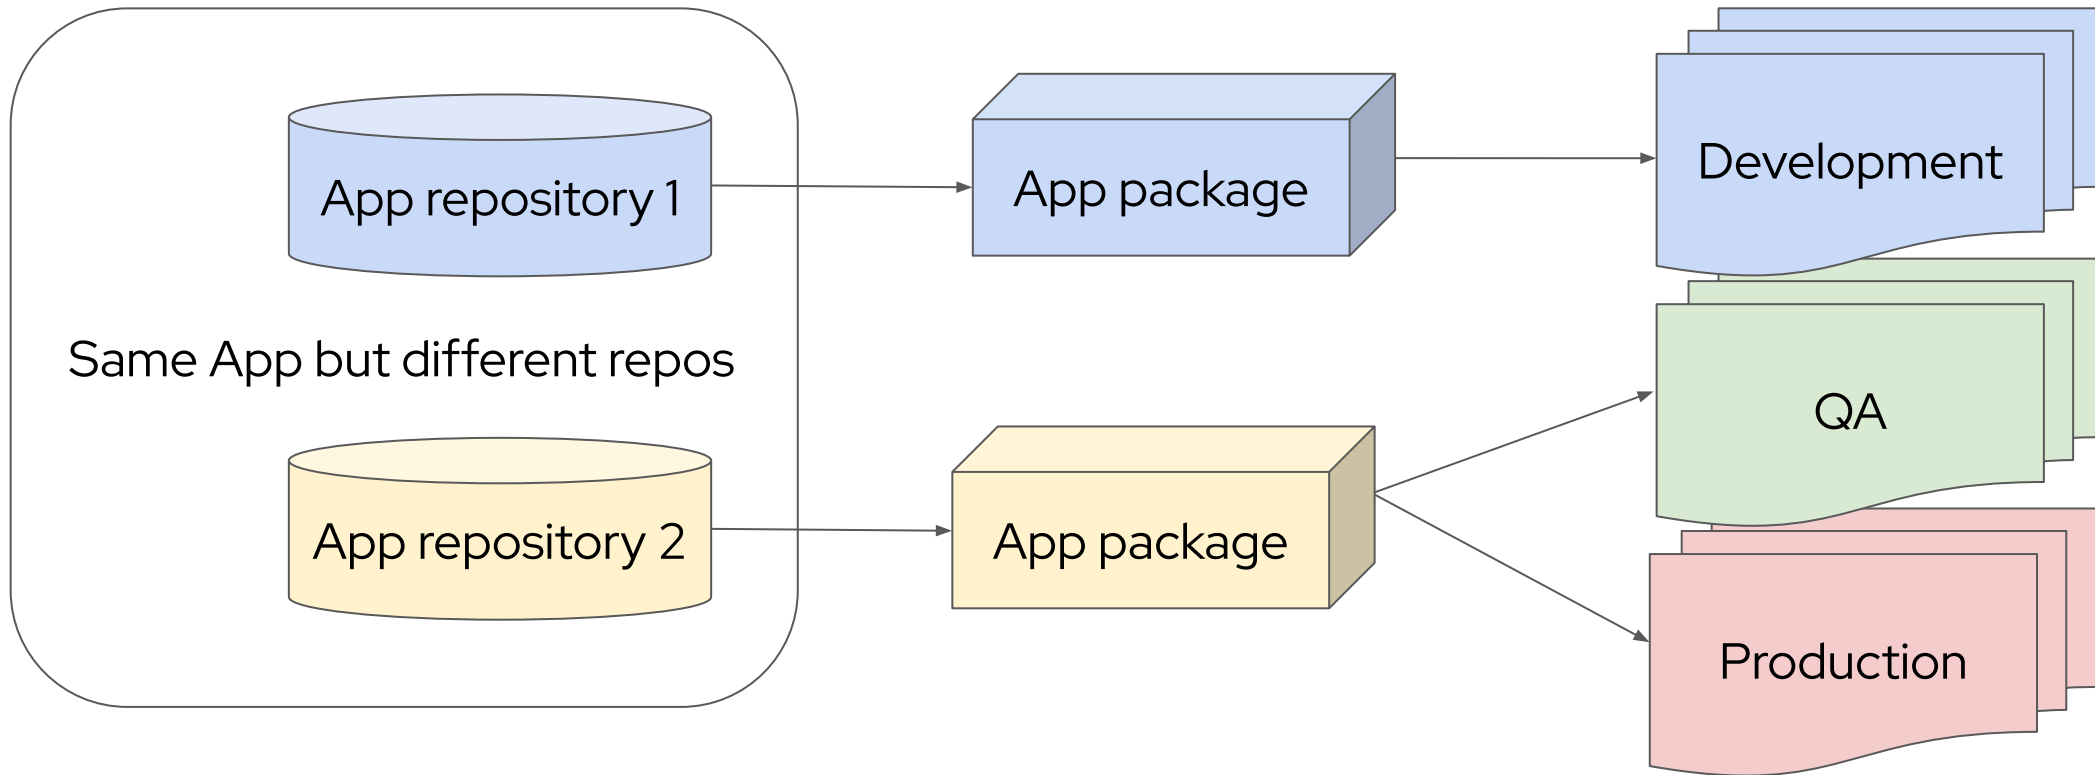 App repository 1
App package
Development
Same App but different repos
QA
App repository 2
App package
Production